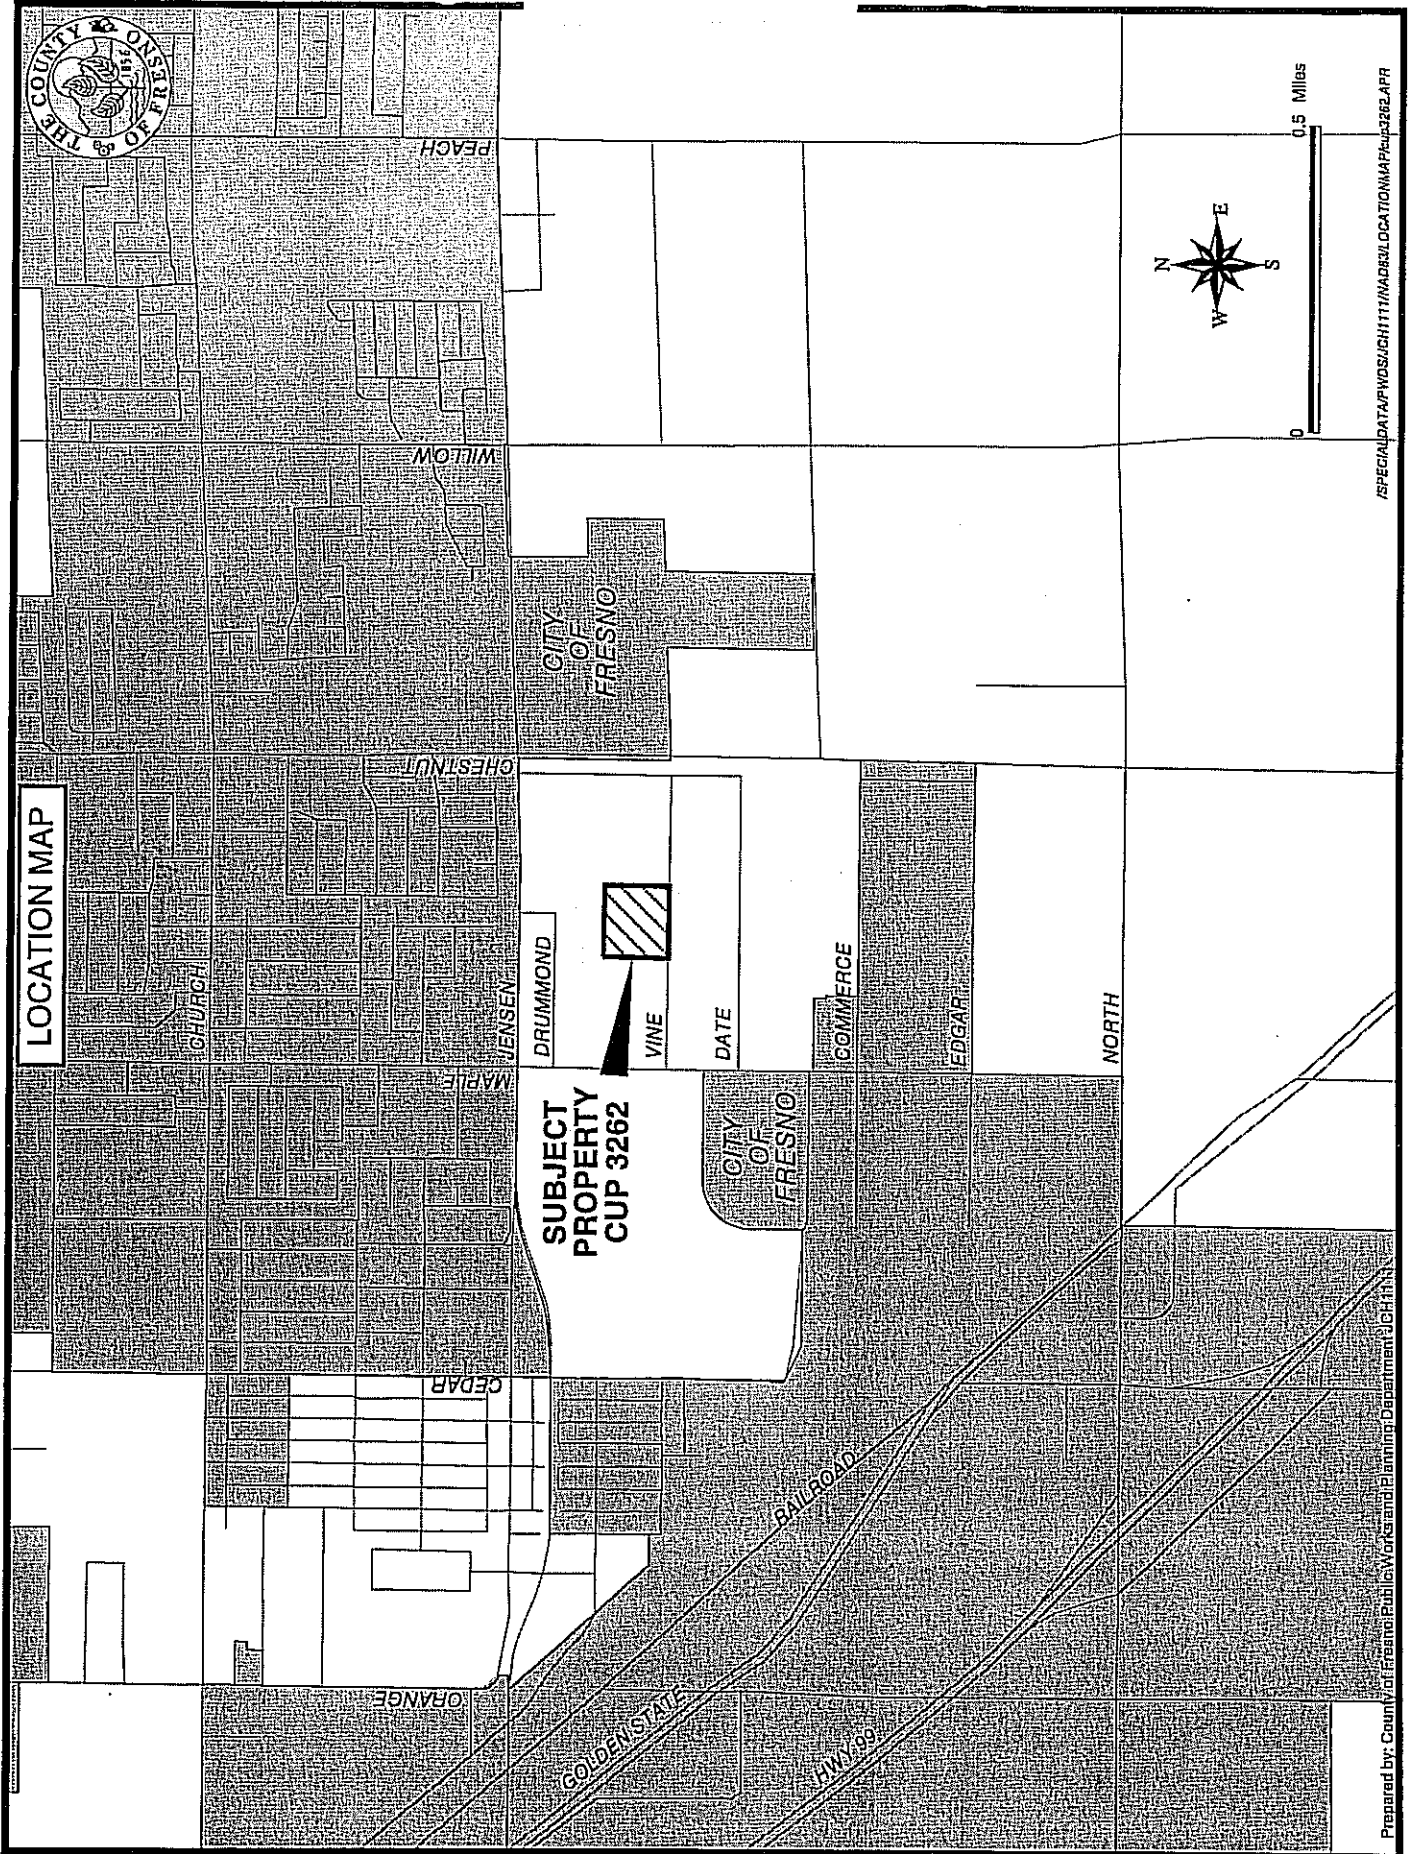 LOCATION MAP
THE COUNTY OF FRESNO
1856
CHURCH
JENSEN
DRUMMOND
VINE
DATE
COMMERCE
EDGAR
NORTH
ORANGE
CEDAR
MAPLE
CHESTNUT
WILLOW
PEACH
SUBJECT
PROPERTY
CUP 3262
CITY
OF
FRESNO
CITY
OF
FRESNO
RAILROAD
GOLDEN STATE
HWY 99
N
W
E
S
0
0.5 Miles
Prepared by: County of Fresno Public Works and Planning Department JCH1111
/SPECIALDATA/PWDS/JCH1111/NAD83/LOCATIONMAP/cup3262.APR